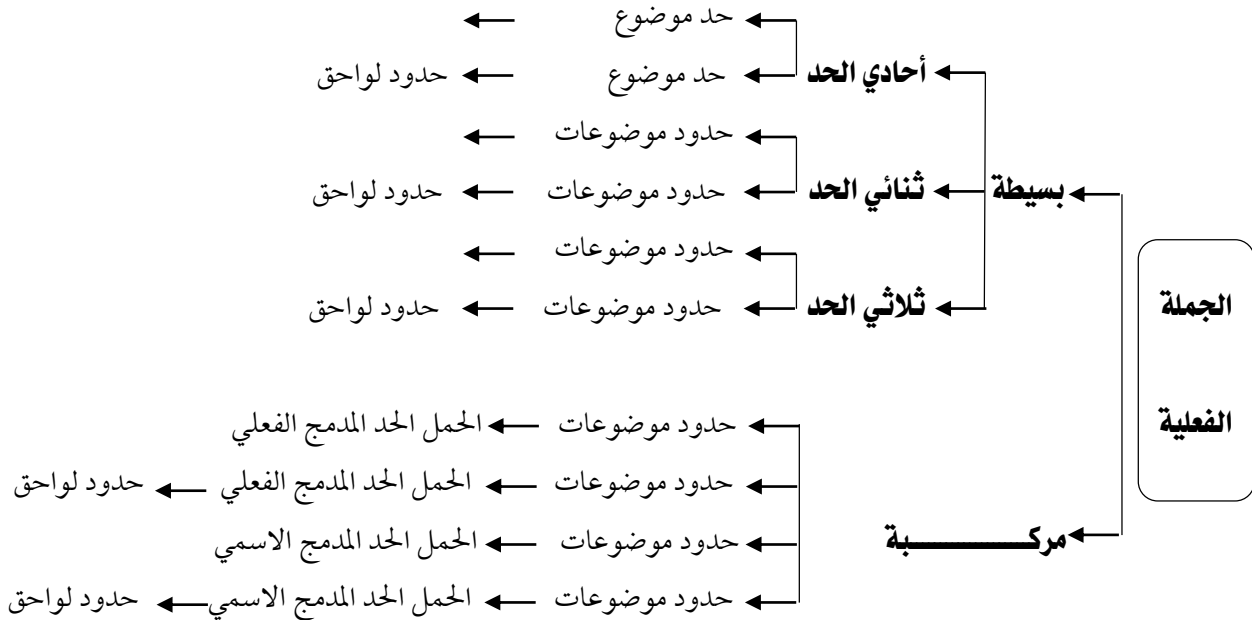 حد موضوع
أحادي الحد
حد موضوع حدود لواحق
حدود موضوعات
بسيطة ثنائي الحد حدود موضوعات حدود لواحق
حدود موضوعات
الجملة ثلاثي الحد حدود موضوعات حدود لواحق
الفعلية حدود موضوعات الحمل الحد المدمج الفعلي
حدود موضوعات الحمل الحد المدمج الفعلي حدود لواحق
مركـــــــبة حدود موضوعات الحمل الحد المدمج الاسمي
حدود موضوعات الحمل الحد المدمج الاسمي حدود لواحق